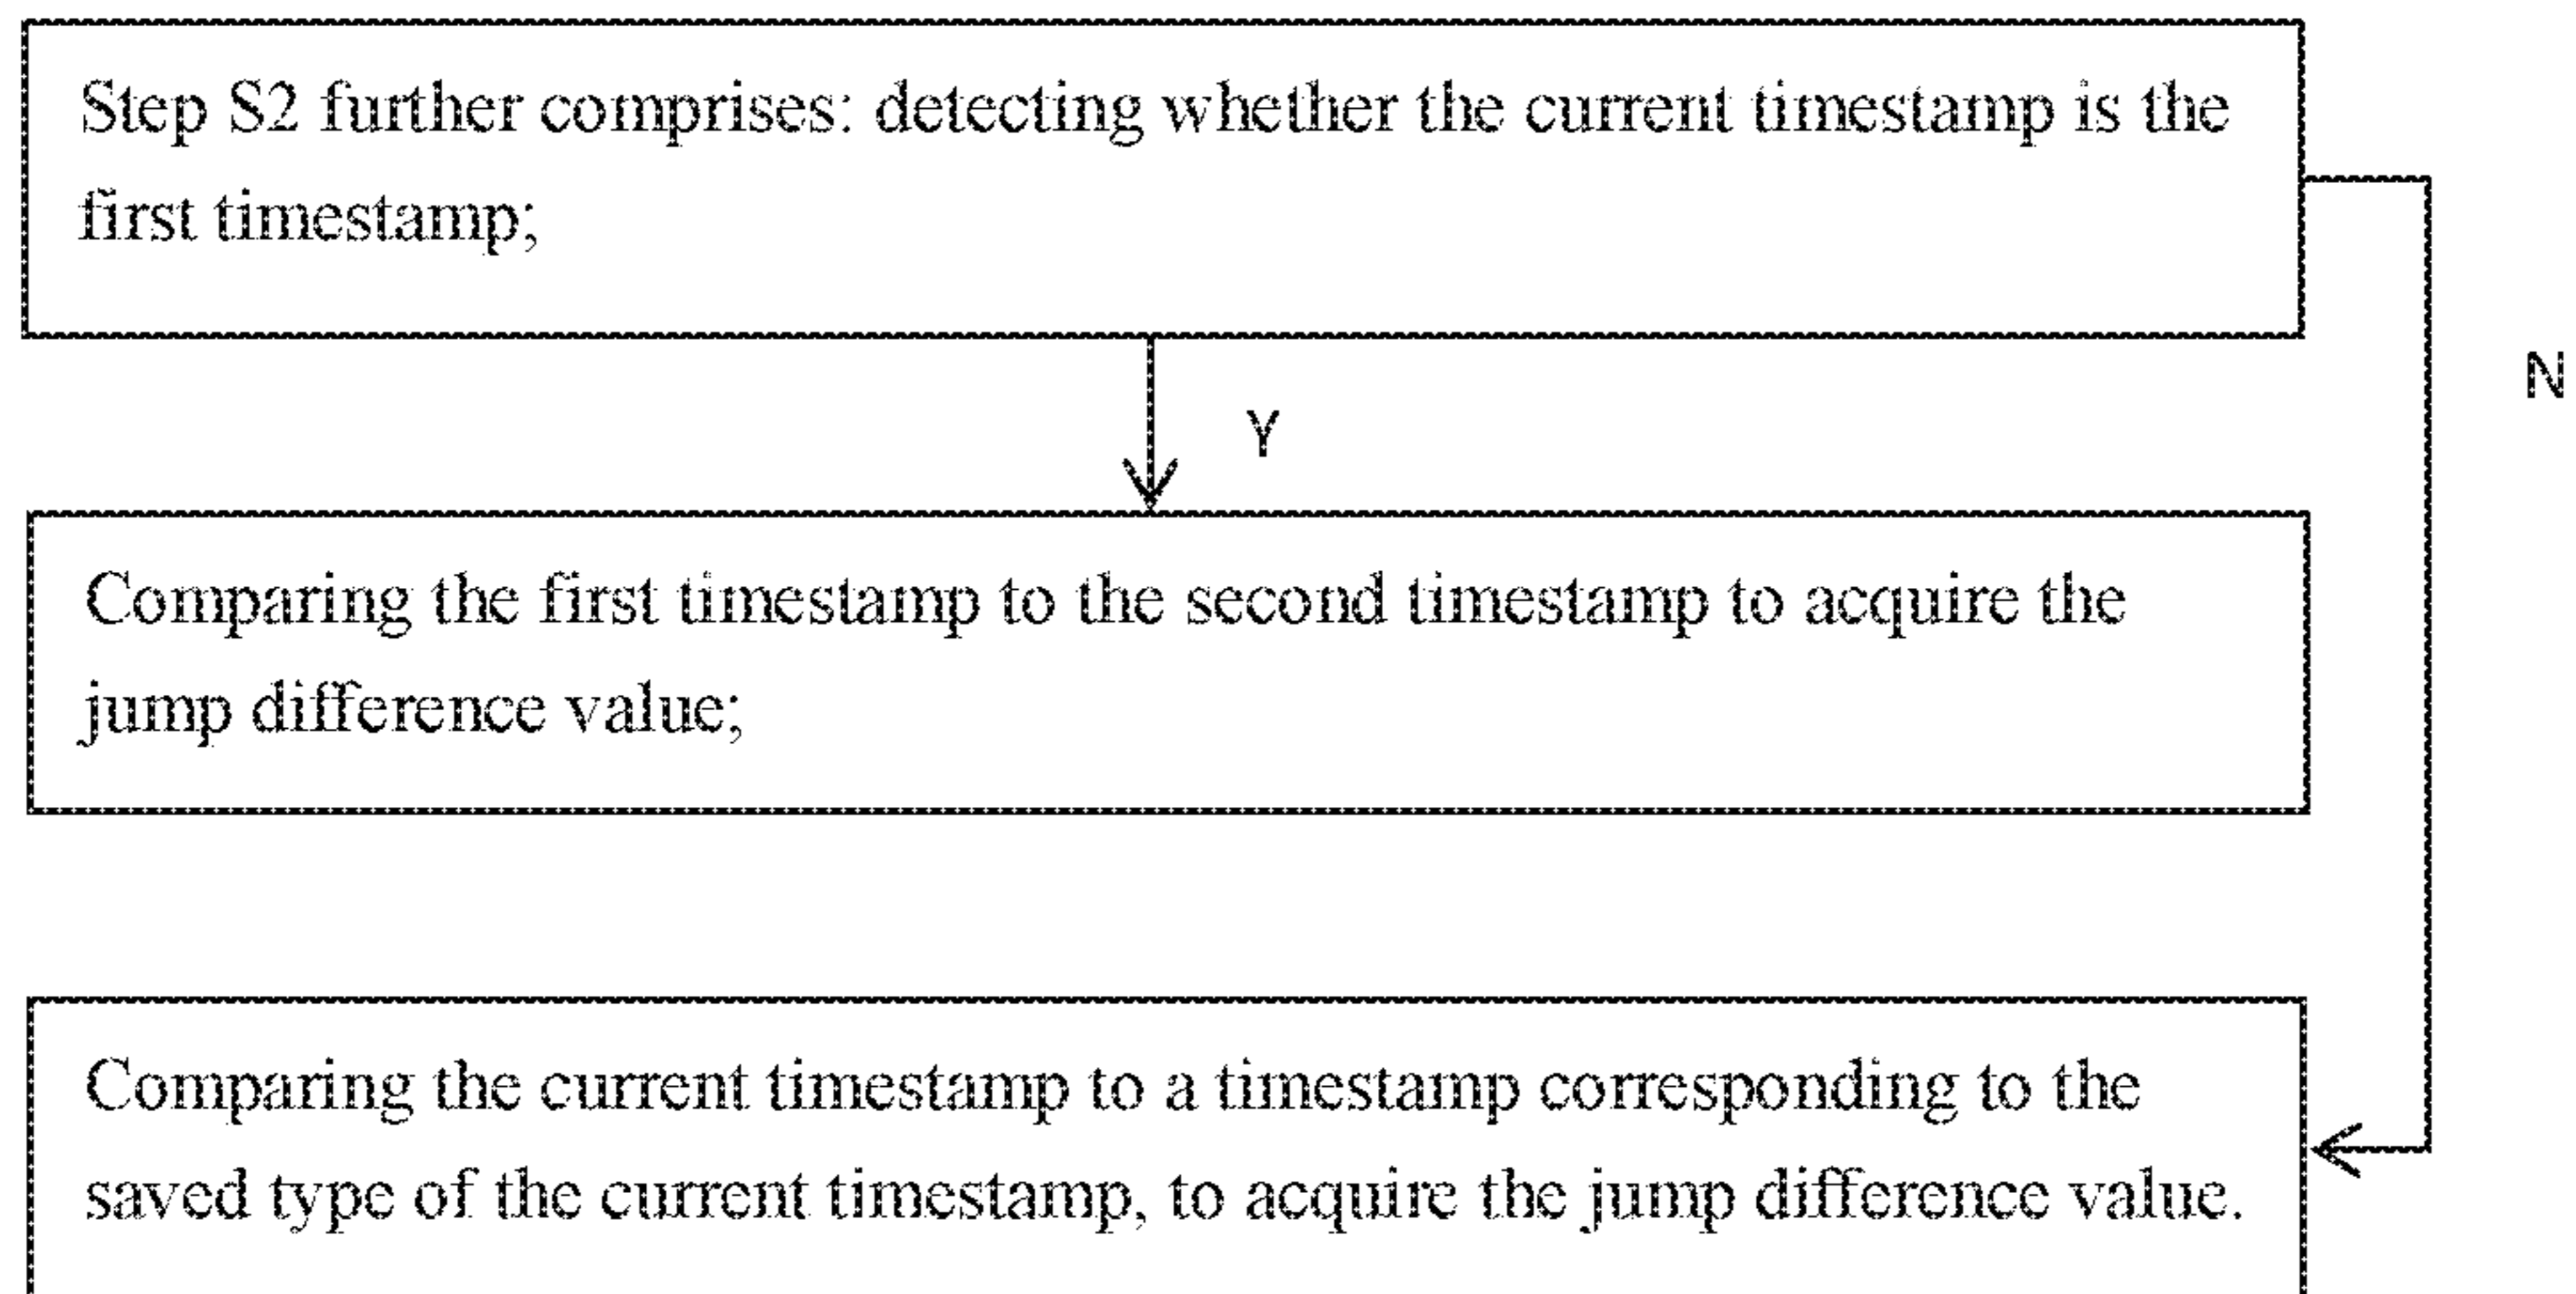 Step S2 further comprises: detecting whether the current timestamp is the
first timestamp;
N
Y
Comparing the first timestamp to the second timestamp to acquire the
jump difference value;
Comparing the current timestamp to a timestamp corresponding to the
saved type of the current timestamp, to acquire the jump difference value.